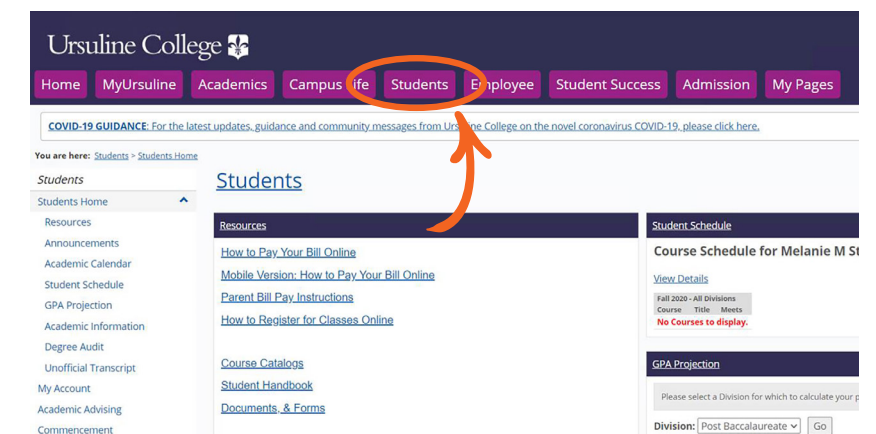 Ursuline College
Home MyUrsuline Academics Campus Life Students Employee Student Success Admission My Pages
COVID-19 GUIDANCE: For the latest updates, guidance and community messages from Ursuline College on the novel coronavirus COVID-19, please click here.
You are here: Students > Students Home
Students
Students Home
Resources
Announcements
Academic Calendar
Student Schedule
GPA Projection
Academic Information
Degree Audit
Unofficial Transcript
My Account
Academic Advising
Commencement
Students
Resources
How to Pay Your Bill Online
Mobile Version: How to Pay Your Bill Online
Parent Bill Pay Instructions
How to Register for Classes Online
Course Catalogs
Student Handbook
Documents, & Forms
Student Schedule
Course Schedule for Melanie M St
View Details
Fall 2020 - All Divisions
Course Title Meets
No Courses to display.
GPA Projection
Please select a Division for which to calculate your p
Division: Post Baccalaureate Go